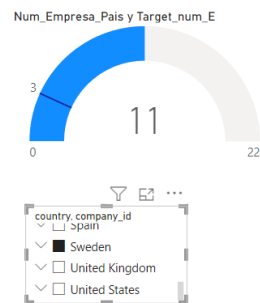 Num_Empresa_Pais y Target_num_E
3
11
0
22
country, company_id
Spain
Sweden
United Kingdom
United States